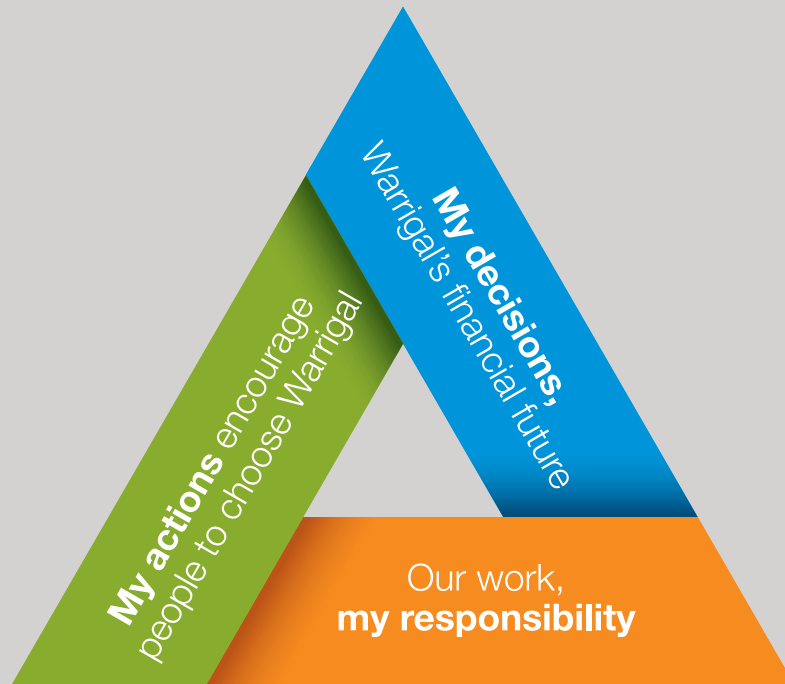 My decisions,
Warrigal's financial future
My actions encourage
people to choose Warrigal
Our work,
my responsibility